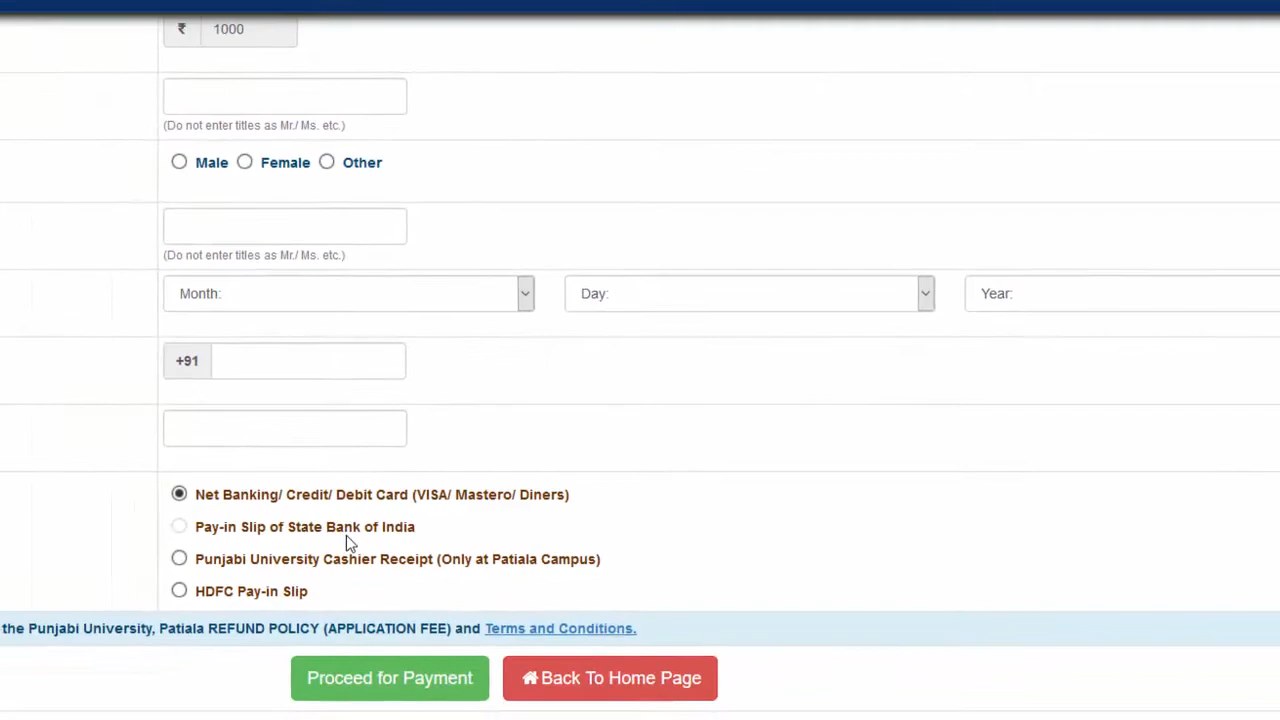 ₹ 1000
(Do not enter titles as Mr./ Ms. etc.)
Male Female Other
(Do not enter titles as Mr./ Ms. etc.)
Month: Day: Year:
+91
Net Banking/ Credit/ Debit Card (VISA/ Mastero/ Diners)
Pay-in Slip of State Bank of India
Punjabi University Cashier Receipt (Only at Patiala Campus)
HDFC Pay-in Slip
the Punjabi University, Patiala REFUND POLICY (APPLICATION FEE) and Terms and Conditions.
Proceed for Payment Back To Home Page